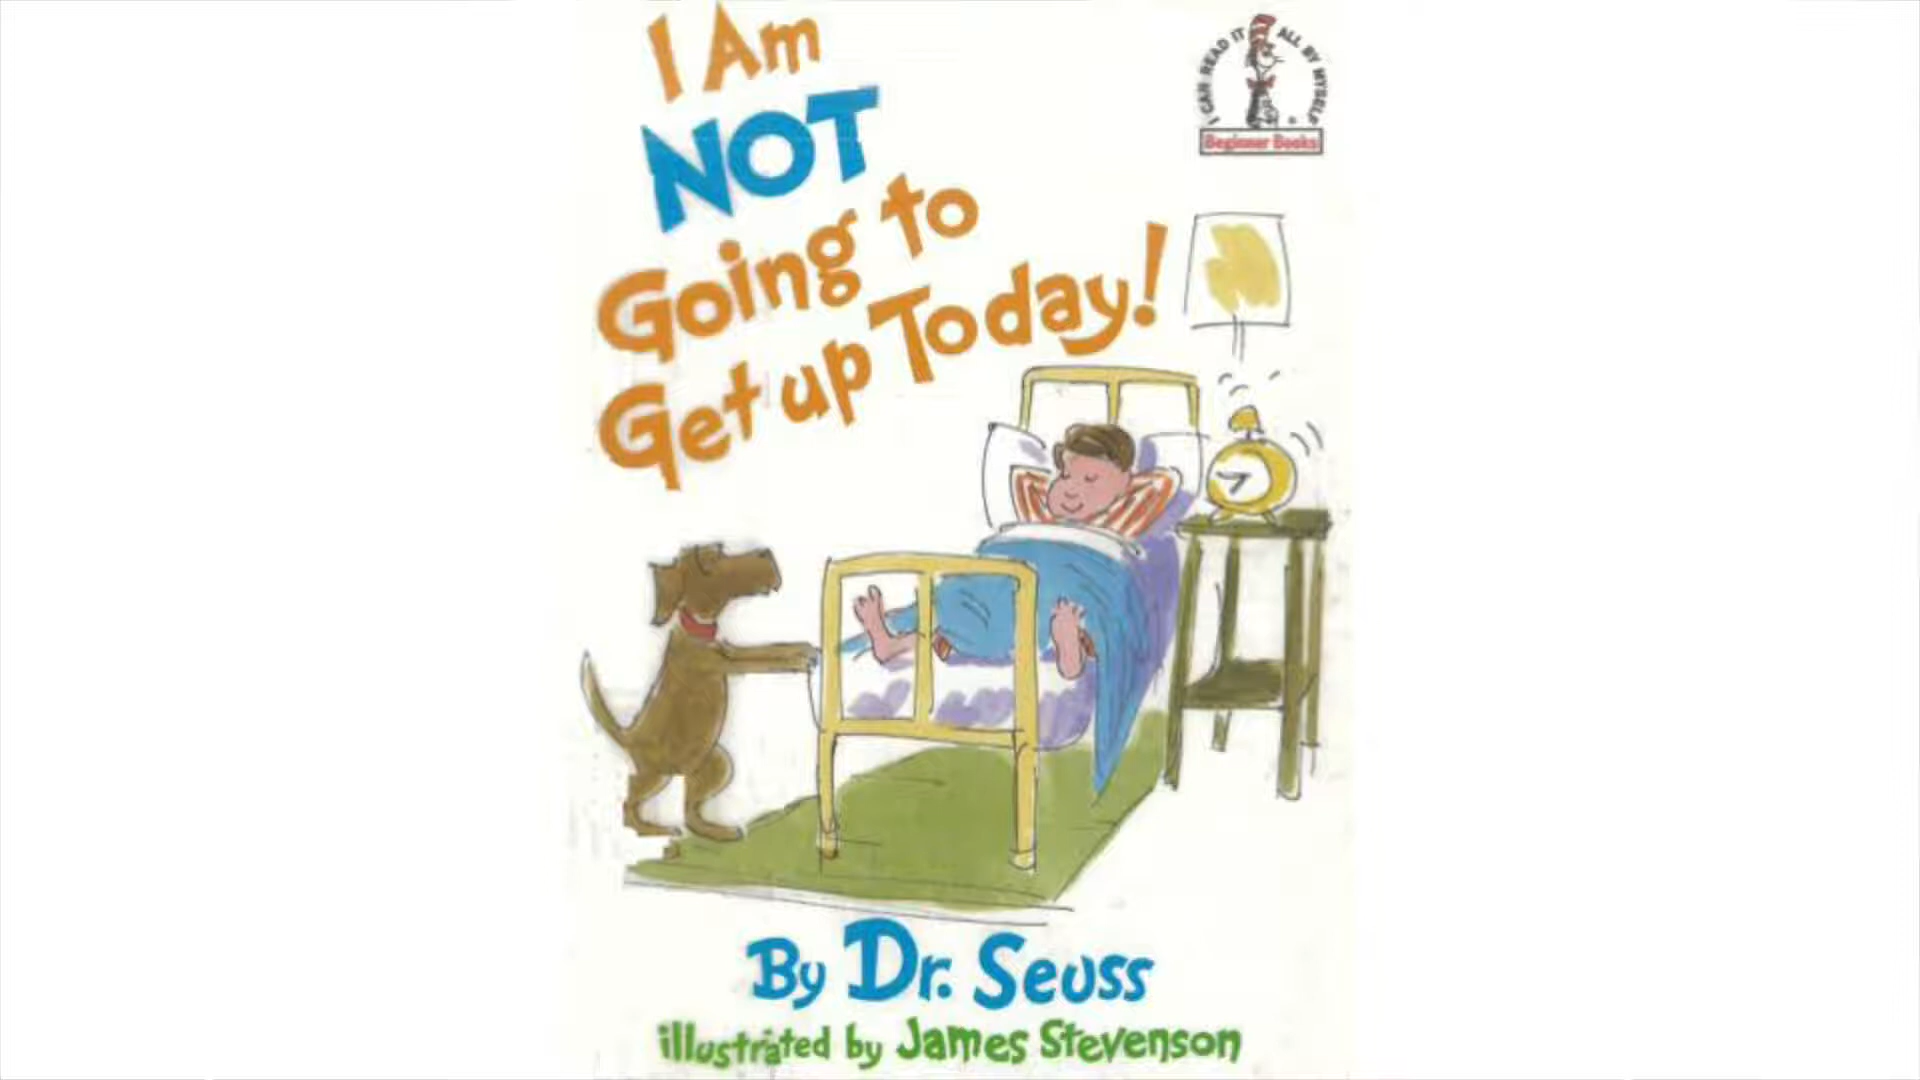 I Am
NOT
Going to
Get up Today!
I CAN READ IT ALL BY MYSELF
Beginner Books
By Dr. Seuss
illustrated by James Stevenson